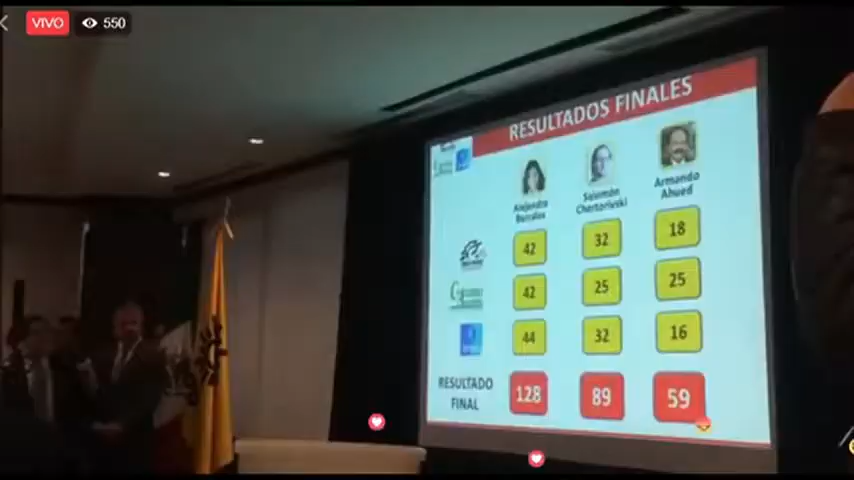 VIVO
550
RESULTADOS FINALES
Alejandra
Barrales
Salomón
Chertorivski
Armando
Ahued
42
32
18
42
25
25
44
32
16
RESULTADO
FINAL
128
89
59